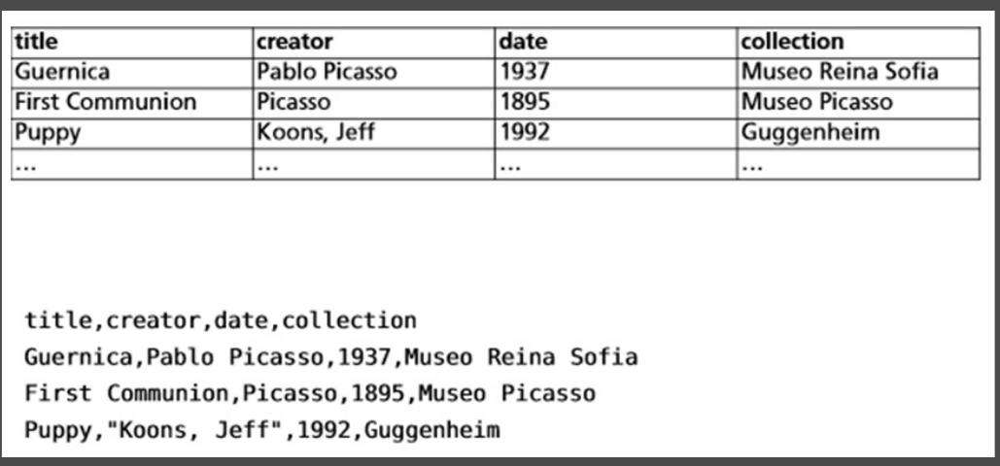 title creator date collection
Guernica Pablo Picasso 1937 Museo Reina Sofia
First Communion Picasso 1895 Museo Picasso
Puppy Koons, Jeff 1992 Guggenheim
... ... ... ...
title,creator,date,collection
Guernica,Pablo Picasso,1937,Museo Reina Sofia
First Communion,Picasso,1895,Museo Picasso
Puppy,"Koons, Jeff",1992,Guggenheim